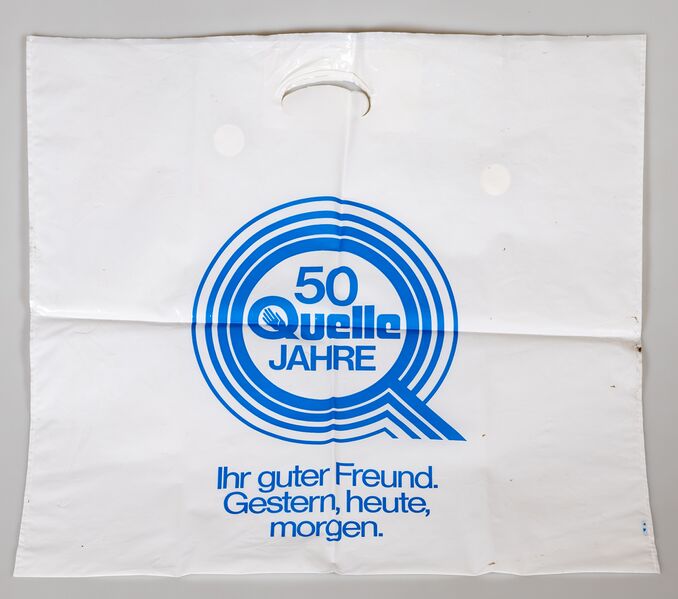 50
Quelle
JAHRE
Ihr guter Freund.
Gestern, heute,
morgen.